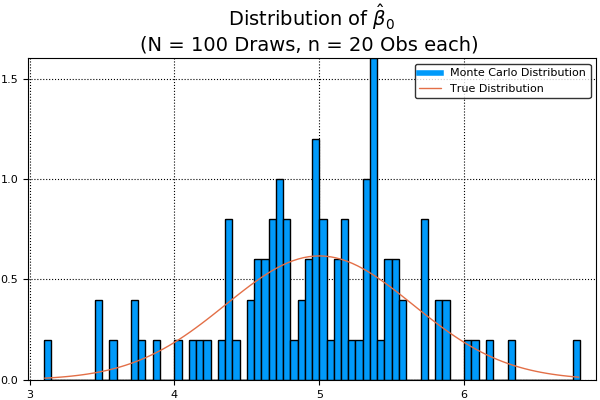 Distribution of β̂₀
(N = 100 Draws, n = 20 Obs each)
Monte Carlo Distribution
True Distribution
1.5
1.0
0.5
0.0
3 4 5 6